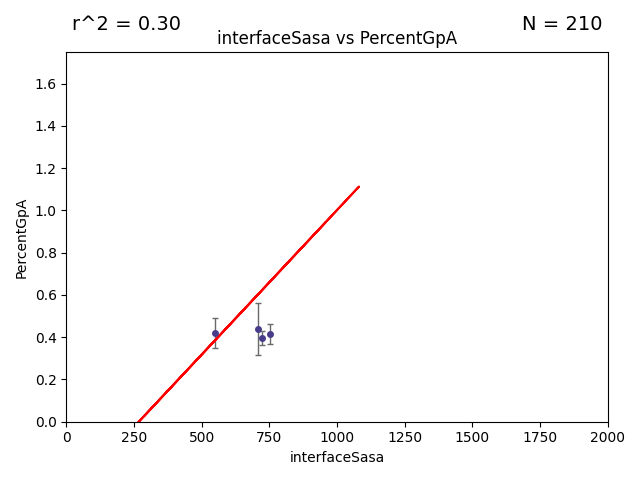 r^2 = 0.30
N = 210
interfaceSasa vs PercentGpA
PercentGpA
1.6
1.4
1.2
1.0
0.8
0.6
0.4
0.2
0.0
0 250 500 750 1000 1250 1500 1750 2000
interfaceSasa